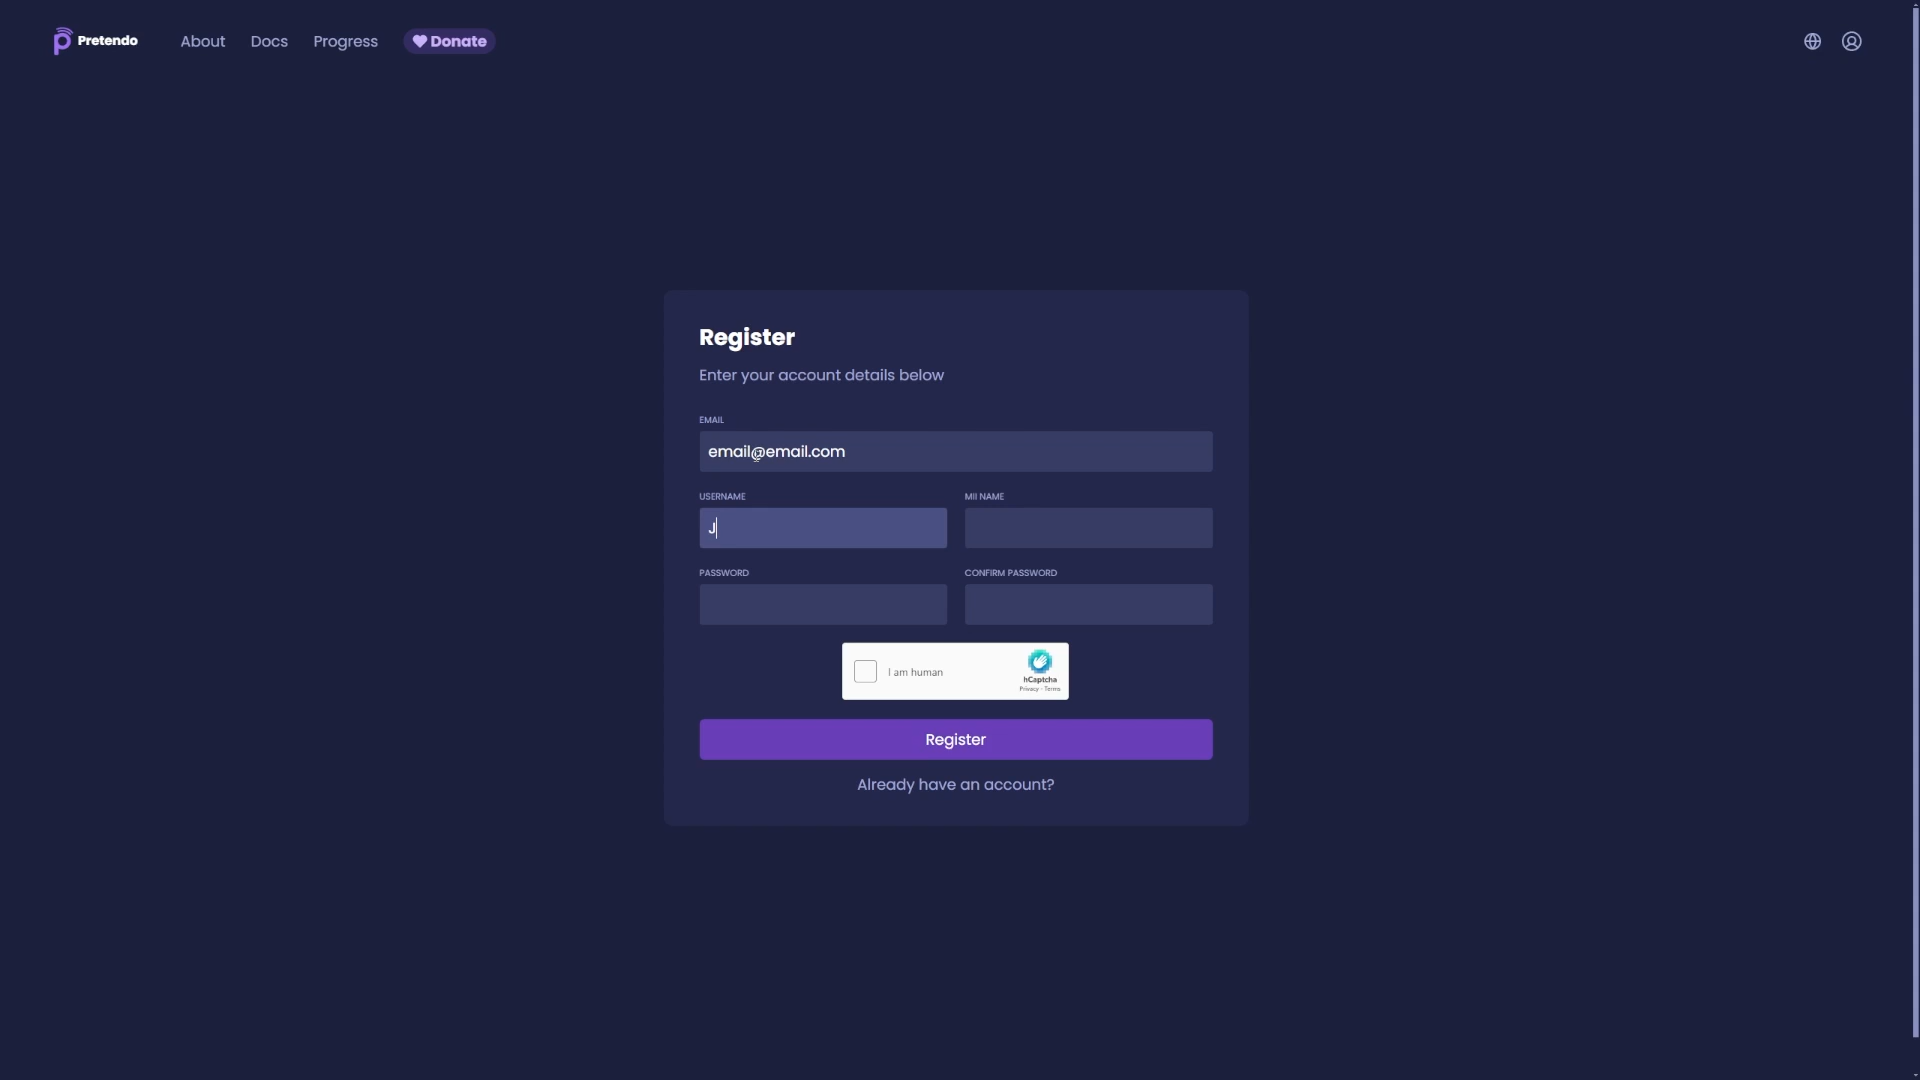 Pretendo
About
Docs
Progress
Donate
Register
Enter your account details below
EMAIL
email@email.com
USERNAME
MII NAME
J
PASSWORD
CONFIRM PASSWORD
I am human
hCaptcha
Privacy - Terms
Register
Already have an account?